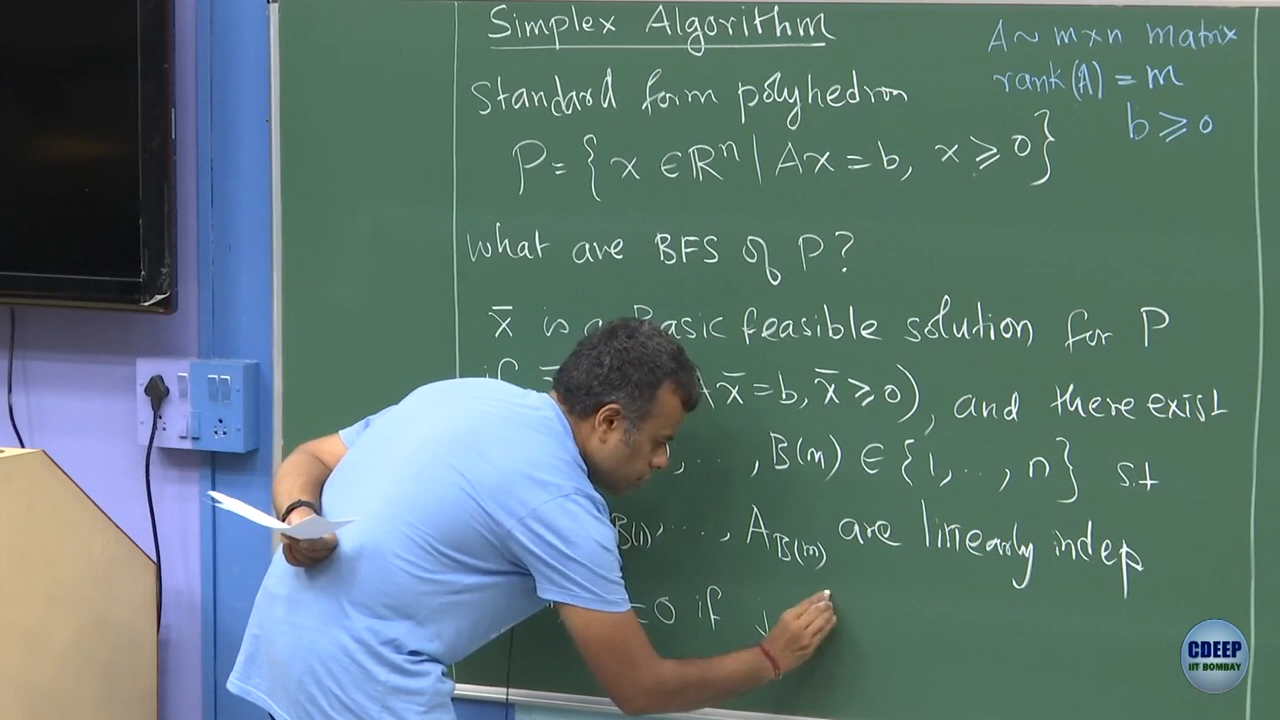 Simplex Algorithm
A ~ m×n matrix
rank(A) = m
b ⩾ 0
Standard form polyhedron
P = { x ∈ ℝⁿ | Ax = b, x ⩾ 0 }
What are BFS of P?
x̄ is a Basic feasible solution for P
if A x̄ = b, x̄ ⩾ 0), and there exist
, . . . , B(m) ∈ {1, . . . , n} s.t
B(1), . . . , A_B(m) are linearly indep
=0 if
CDEEP
IIT BOMBAY